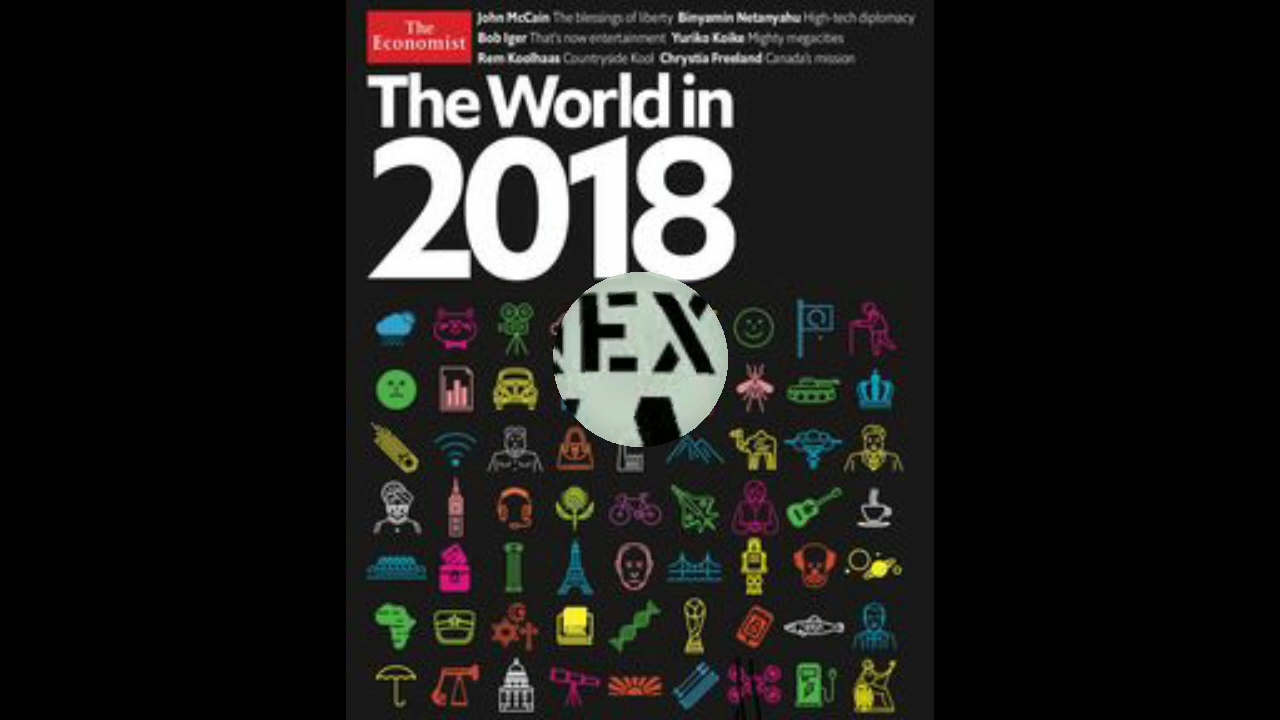 The
Economist
John McCain The blessings of liberty Binyamin Netanyahu High-tech diplomacy
Bob Iger That's now entertainment Yuriko Koike Mighty megacities
Rem Koolhaas Countryside Kool Chrystia Freeland Canada's mission
The World in
2018
EX